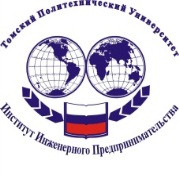 Томский Политехнический Университет
Институт Инженерного Предпринимательства